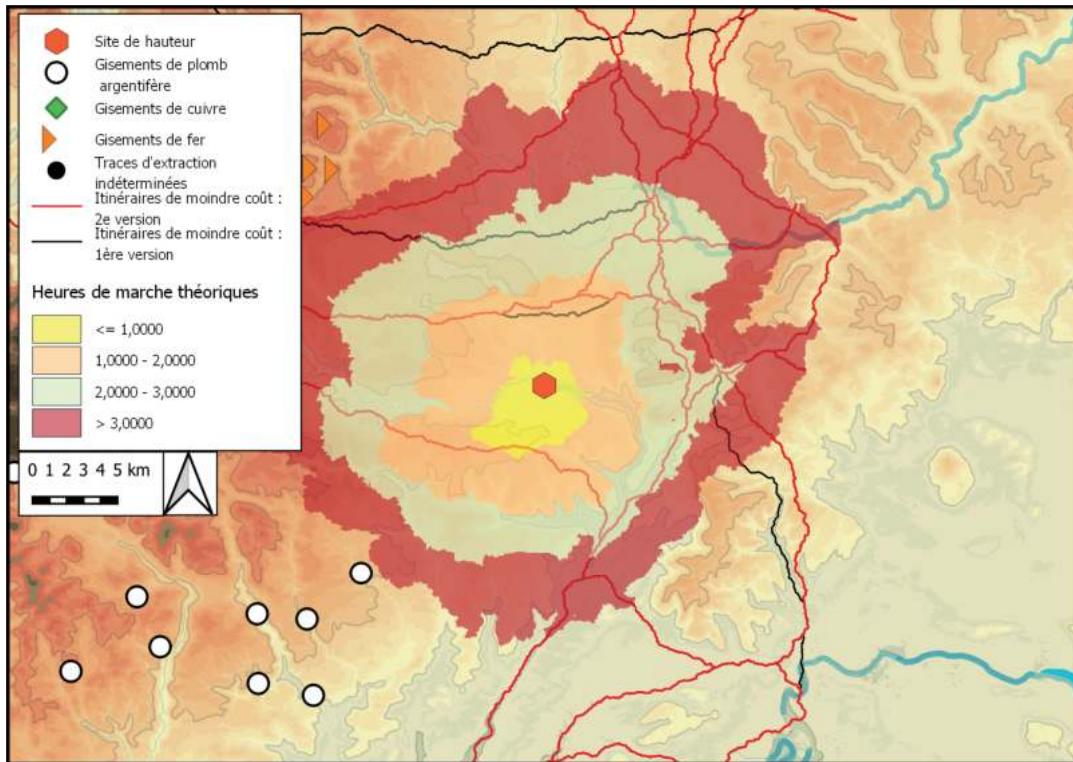 Site de hauteur
Gisements de plomb
argentifère
Gisements de cuivre
Gisements de fer
Traces d'extraction
indéterminées
Itinéraires de moindre coût :
2e version
Itinéraires de moindre coût :
1ère version
Heures de marche théoriques
<= 1,0000
1,0000 - 2,0000
2,0000 - 3,0000
> 3,0000
0 1 2 3 4 5 km